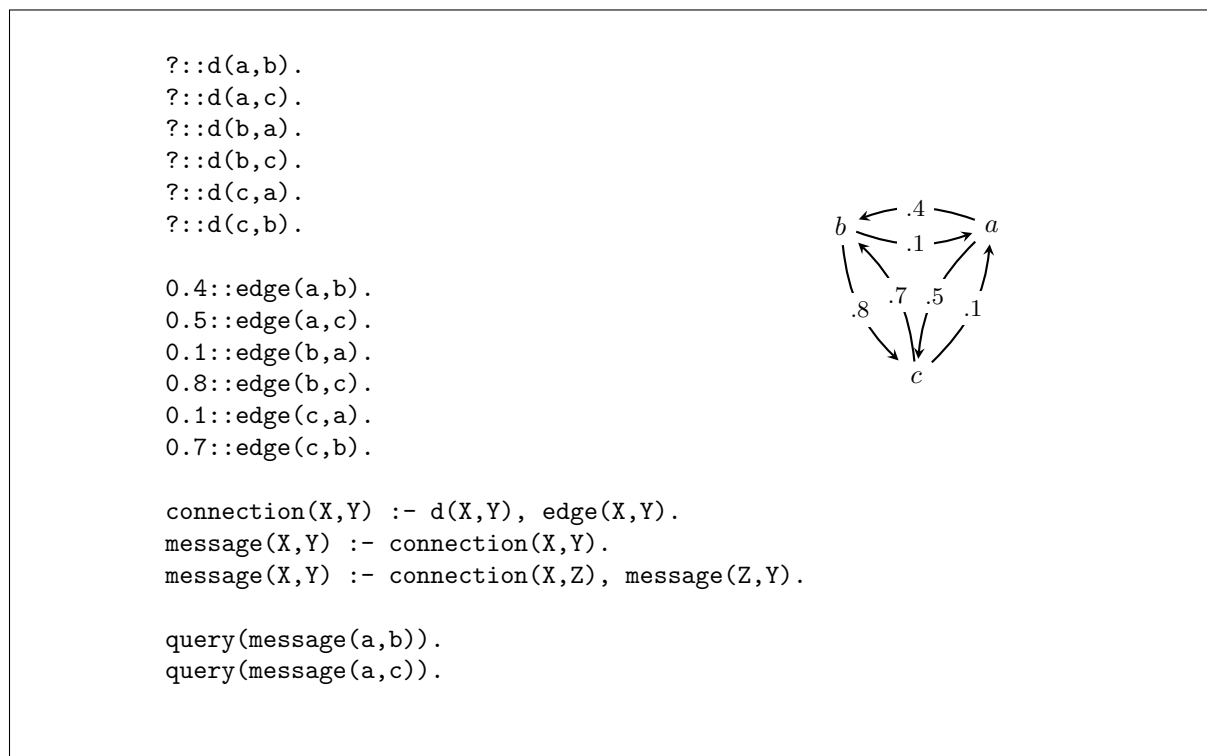 ?::d(a,b).
?::d(a,c).
?::d(b,a).
?::d(b,c).
?::d(c,a).
?::d(c,b).
0.4::edge(a,b).
0.5::edge(a,c).
0.1::edge(b,a).
0.8::edge(b,c).
0.1::edge(c,a).
0.7::edge(c,b).
connection(X,Y) :- d(X,Y), edge(X,Y).
message(X,Y) :- connection(X,Y).
message(X,Y) :- connection(X,Z), message(Z,Y).
query(message(a,b)).
query(message(a,c)).
.4
b a
.1
.7 .5
.8 .1
c